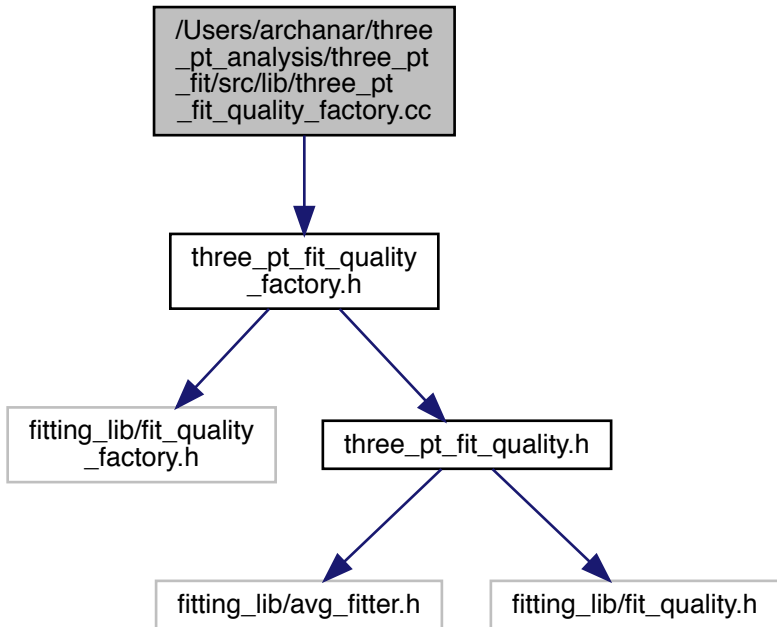 /Users/archanar/three
_pt_analysis/three_pt
_fit/src/lib/three_pt
_fit_quality_factory.cc
three_pt_fit_quality
_factory.h
fitting_lib/fit_quality
_factory.h
three_pt_fit_quality.h
fitting_lib/avg_fitter.h
fitting_lib/fit_quality.h